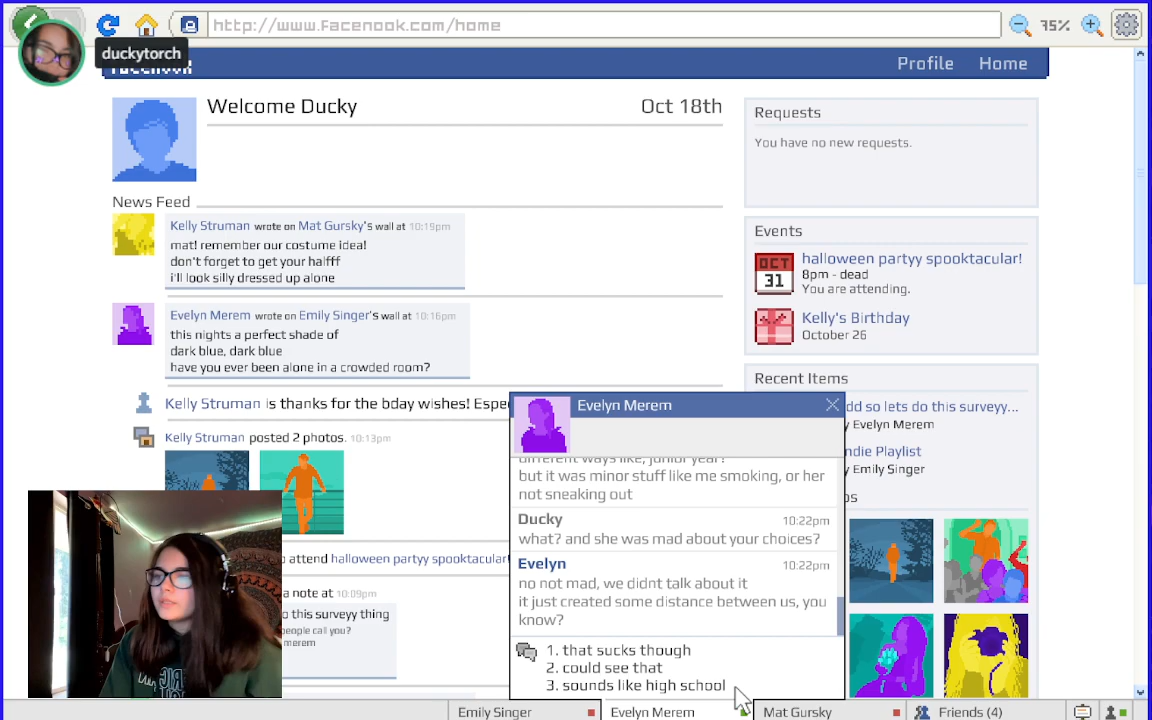 http://www.facenook.com/home
75%
duckytorch
Profile Home
Welcome Ducky
Oct 18th
News Feed
Kelly Struman wrote on Mat Gursky's wall at 10:19pm
mat! remember our costume idea!
don't forget to get your halfff
i'll look silly dressed up alone
Evelyn Merem wrote on Emily Singer's wall at 10:16pm
this nights a perfect shade of
dark blue, dark blue
have you ever been alone in a crowded room?
Kelly Struman is thanks for the bday wishes! Espe
Kelly Struman posted 2 photos. 10:13pm
to attend halloween partyy spooktacular!
a note at 10:09pm
o this surveyy thing
people call you?
merem
Requests
You have no new requests.
Events
OCT
31
halloween partyy spooktacular!
8pm - dead
You are attending.
Kelly's Birthday
October 26
Recent Items
dd so lets do this surveyy...
y Evelyn Merem
ndie Playlist
y Emily Singer
os
Evelyn Merem
different ways like, junior year?
but it was minor stuff like me smoking, or her
not sneaking out
Ducky 10:22pm
what? and she was mad about your choices?
Evelyn 10:22pm
no not mad, we didnt talk about it
it just created some distance between us, you
know?
1. that sucks though
2. could see that
3. sounds like high school
Emily Singer
Evelyn Merem
Mat Gursky
Friends (4)